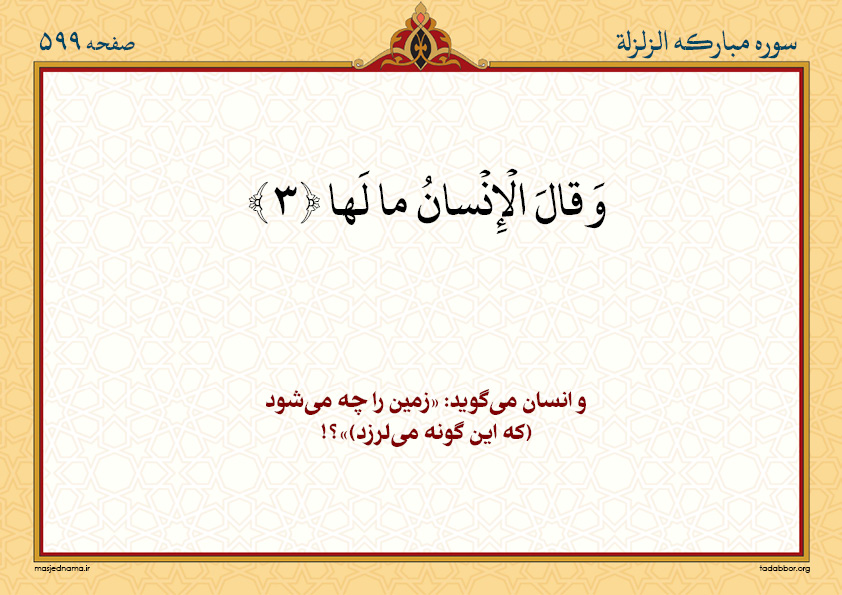 سوره مبارکه الزلزلة
صفحه ۵۹۹
وَ قالَ الْإِنْسانُ ما لَها ﴿۳﴾
و انسان می‌گوید: «زمین را چه می‌شود
(که این گونه می‌لرزد)»؟!
masjednama.ir
tadabbor.org